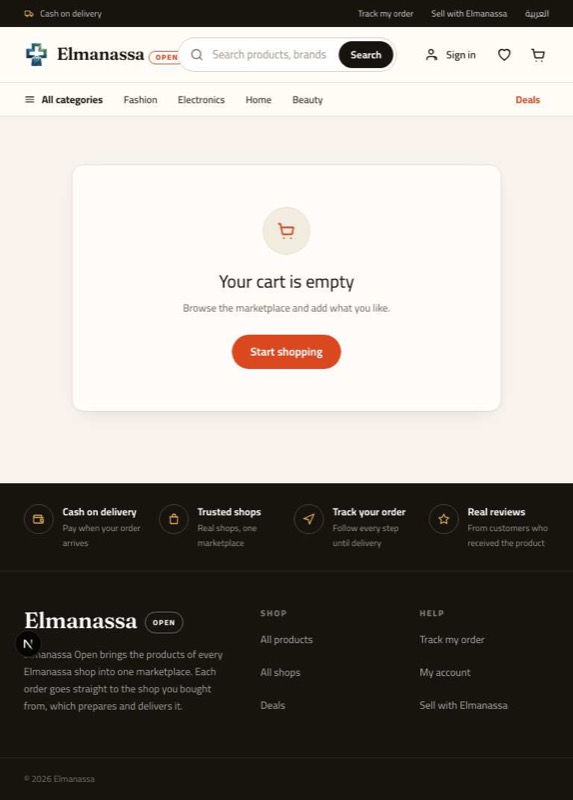 Cash on delivery
Track my order
Sell with Elmanassa
العربية
Elmanassa OPEN
Search products, brands
Search
Sign in
All categories
Fashion
Electronics
Home
Beauty
Deals
Your cart is empty
Browse the marketplace and add what you like.
Start shopping
Cash on delivery
Pay when your order
arrives
Trusted shops
Real shops, one
marketplace
Track your order
Follow every step
until delivery
Real reviews
From customers who
received the product
Elmanassa OPEN
N
manassa Open brings the products of every
Elmanassa shop into one marketplace. Each
order goes straight to the shop you bought
from, which prepares and delivers it.
SHOP
All products
All shops
Deals
HELP
Track my order
My account
Sell with Elmanassa
© 2026 Elmanassa